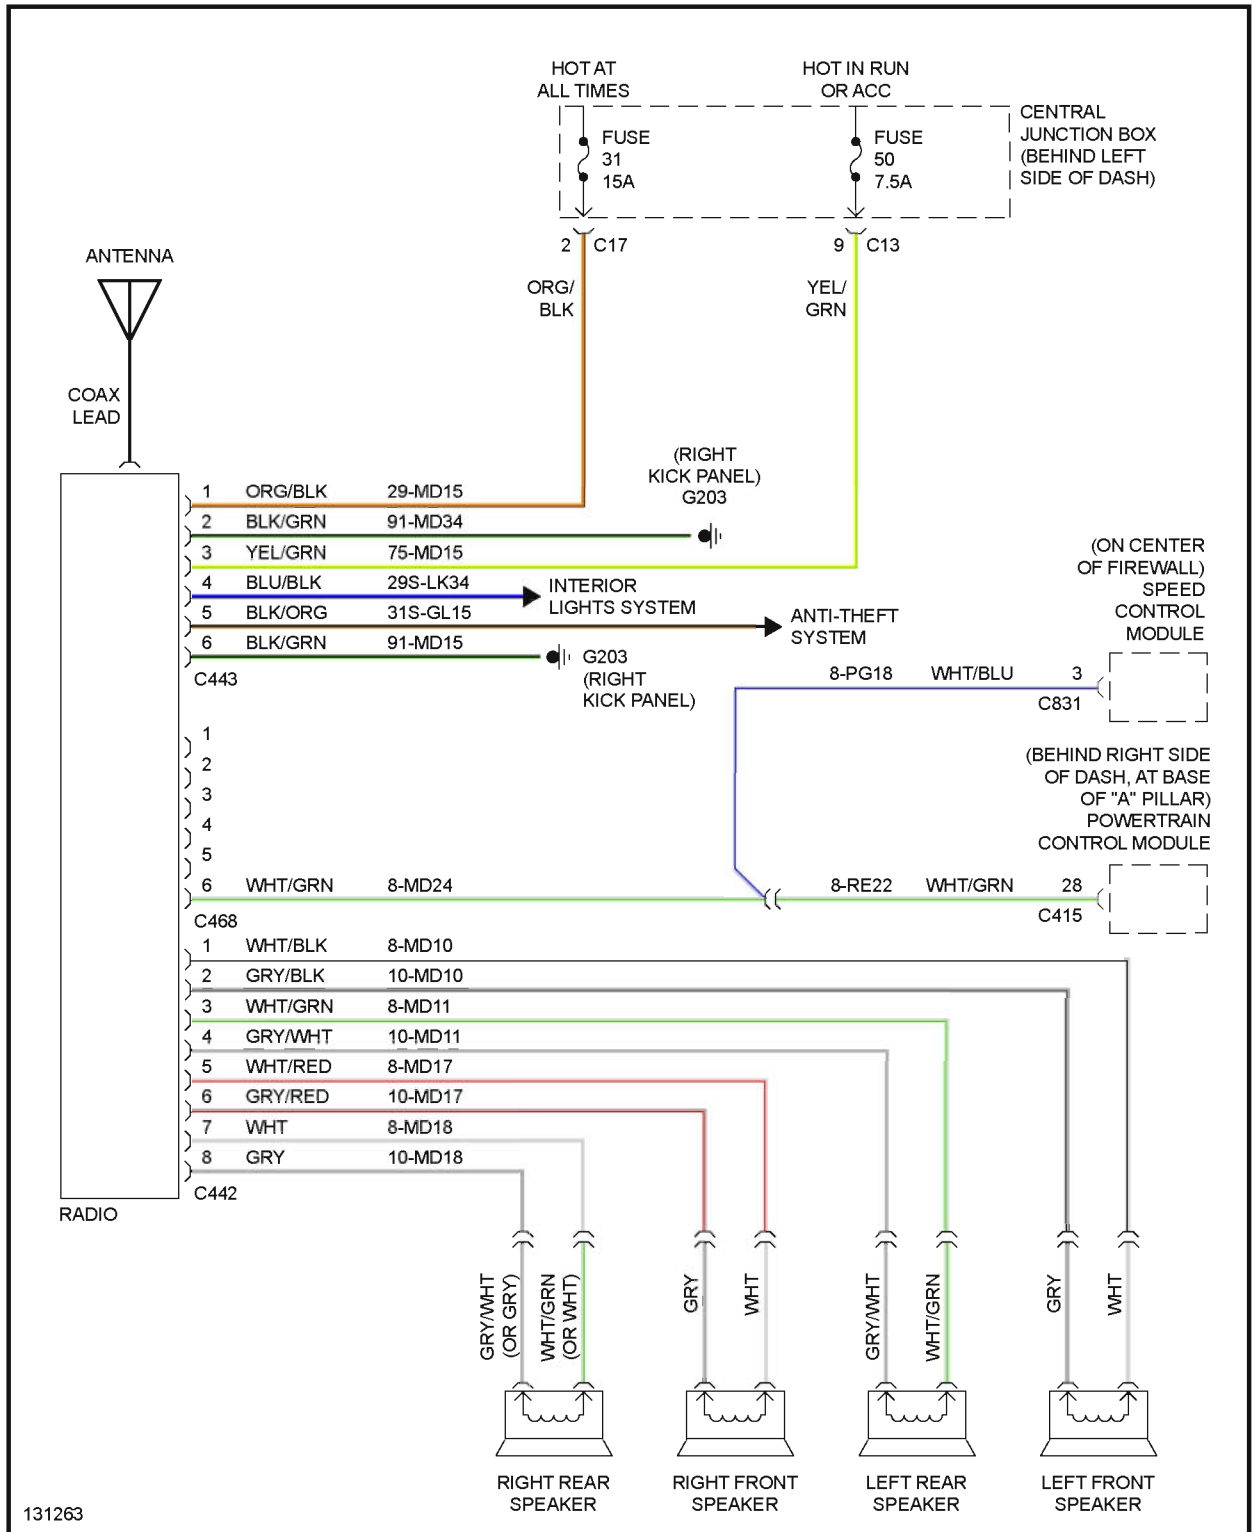 HOT AT
ALL TIMES
HOT IN RUN
OR ACC
FUSE
31
15A
FUSE
50
7.5A
CENTRAL
JUNCTION BOX
(BEHIND LEFT
SIDE OF DASH)
2 C17
9 C13
ORG/
BLK
YEL/
GRN
ANTENNA
COAX
LEAD
(RIGHT
KICK PANEL)
G203
1 ORG/BLK 29-MD15
2 BLK/GRN 91-MD34
3 YEL/GRN 75-MD15
4 BLU/BLK 29S-LK34
INTERIOR
LIGHTS SYSTEM
5 BLK/ORG 31S-GL15
ANTI-THEFT
SYSTEM
6 BLK/GRN 91-MD15
G203
(RIGHT
KICK PANEL)
C443
(ON CENTER
OF FIREWALL)
SPEED
CONTROL
MODULE
8-PG18 WHT/BLU 3
C831
1
2
3
4
5
6 WHT/GRN 8-MD24
C468
(BEHIND RIGHT SIDE
OF DASH, AT BASE
OF "A" PILLAR)
POWERTRAIN
CONTROL MODULE
8-RE22 WHT/GRN 28
C415
1 WHT/BLK 8-MD10
2 GRY/BLK 10-MD10
3 WHT/GRN 8-MD11
4 GRY/WHT 10-MD11
5 WHT/RED 8-MD17
6 GRY/RED 10-MD17
7 WHT 8-MD18
8 GRY 10-MD18
C442
RADIO
GRY/WHT
(OR GRY)
WHT/GRN
(OR WHT)
GRY
WHT
GRY/WHT
WHT/GRN
GRY
WHT
RIGHT REAR
SPEAKER
RIGHT FRONT
SPEAKER
LEFT REAR
SPEAKER
LEFT FRONT
SPEAKER
131263